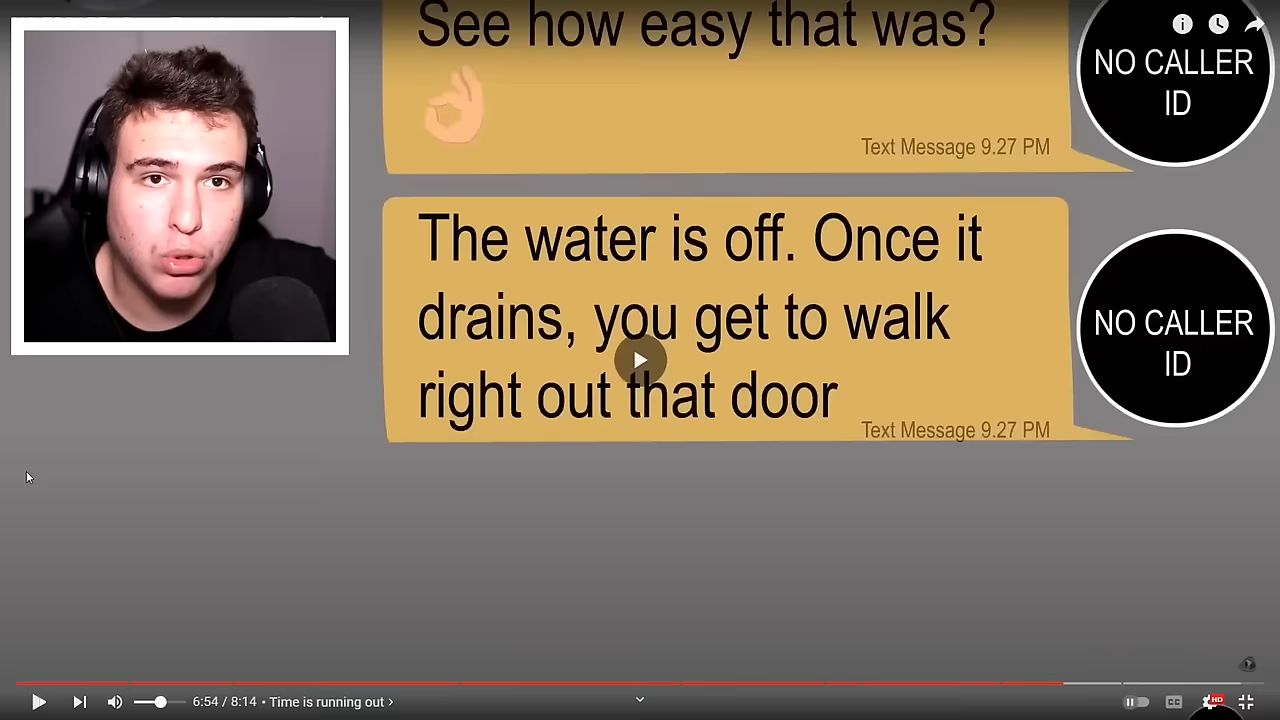 See how easy that was?
👌
Text Message 9.27 PM
NO CALLER
ID
The water is off. Once it
drains, you get to walk
right out that door
Text Message 9.27 PM
NO CALLER
ID
6:54 / 8:14 • Time is running out ›
CC
HD